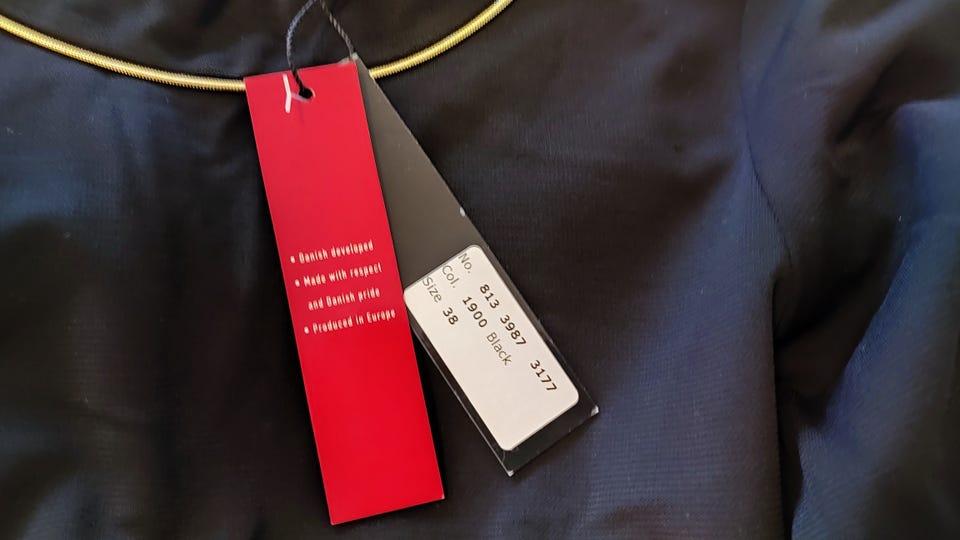 • Danish developed
• Made with respect
and Danish pride
• Produced in Europe
No. 813 3987 3177
Col. 1900 Black
Size 38